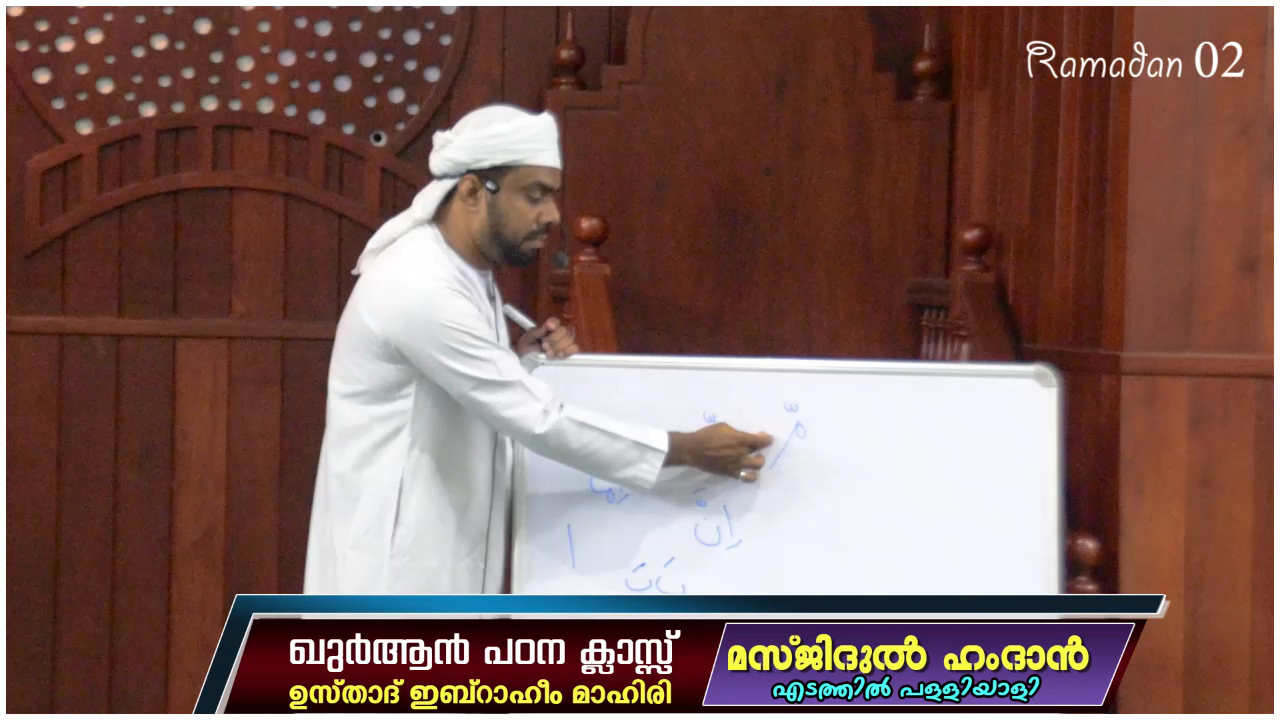 Ramadan 02
مّ
اِنَّ
ا
ഖുർആൻ പഠന ക്ലാസ്സ്
ഉസ്താദ് ഇബ്റാഹീം മാഹിരി
മസ്ജിദുൽ ഹംദാൻ
എടത്തിൽ പള്ളിയാളി